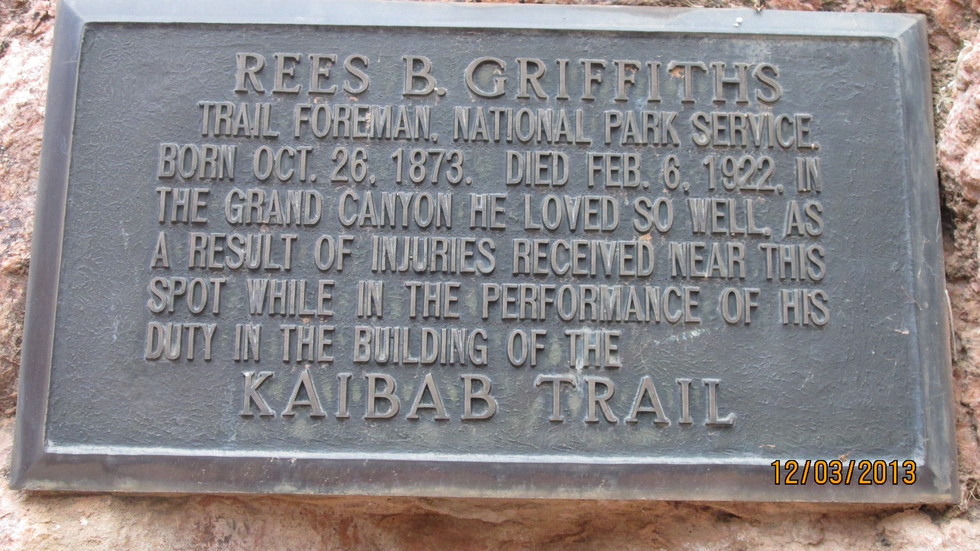 REES B. GRIFFITHS
TRAIL FOREMAN, NATIONAL PARK SERVICE.
BORN OCT. 26, 1873. DIED FEB. 6, 1922, IN
THE GRAND CANYON HE LOVED SO WELL, AS
A RESULT OF INJURIES RECEIVED NEAR THIS
SPOT WHILE IN THE PERFORMANCE OF HIS
DUTY IN THE BUILDING OF THE
KAIBAB TRAIL
12/03/2013